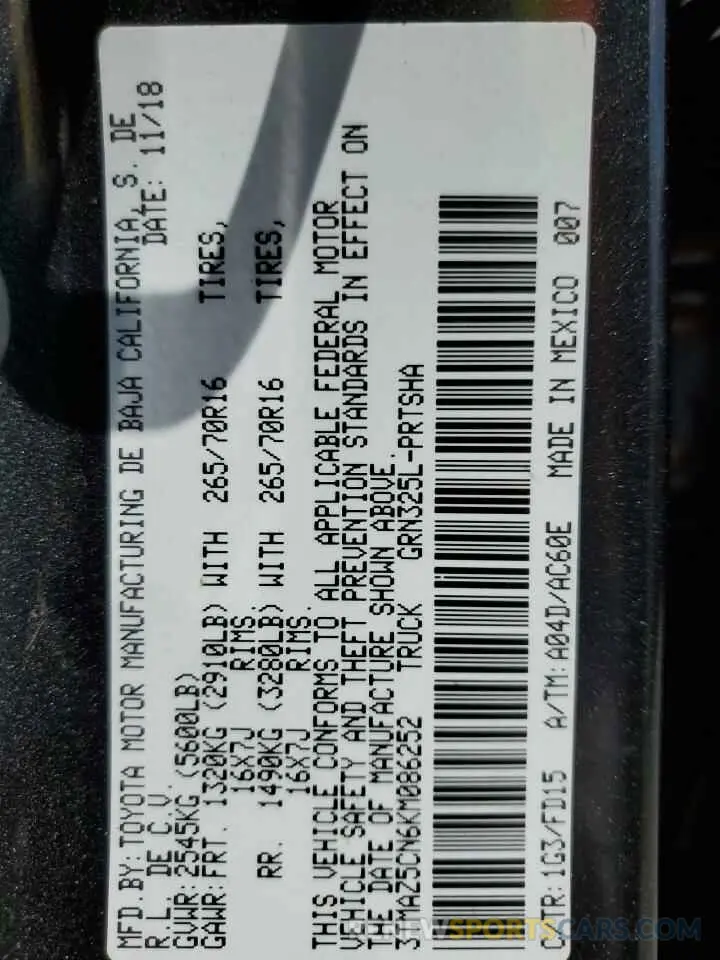 MFD.BY:TOYOTA MOTOR MANUFACTURING DE BAJA CALIFORNIA, S. DE
R.L. DE C.V. DATE: 11/18
GVWR:2545KG (5600LB)
GAWR:FRT. 1320KG (2910LB) WITH 265/70R16 TIRES,
16X7J RIMS.
RR. 1490KG (3280LB) WITH 265/70R16 TIRES,
16X7J RIMS.
THIS VEHICLE CONFORMS TO ALL APPLICABLE FEDERAL MOTOR
VEHICLE SAFETY AND THEFT PREVENTION STANDARDS IN EFFECT ON
THE DATE OF MANUFACTURE SHOWN ABOVE.
3TMAZ5CN6KM086252 TRUCK GRN325L-PRTSHA
C/TR:1G3/FD15 A/TM:A04D/AC60E MADE IN MEXICO 007
NEWSPORTSCARS.COM